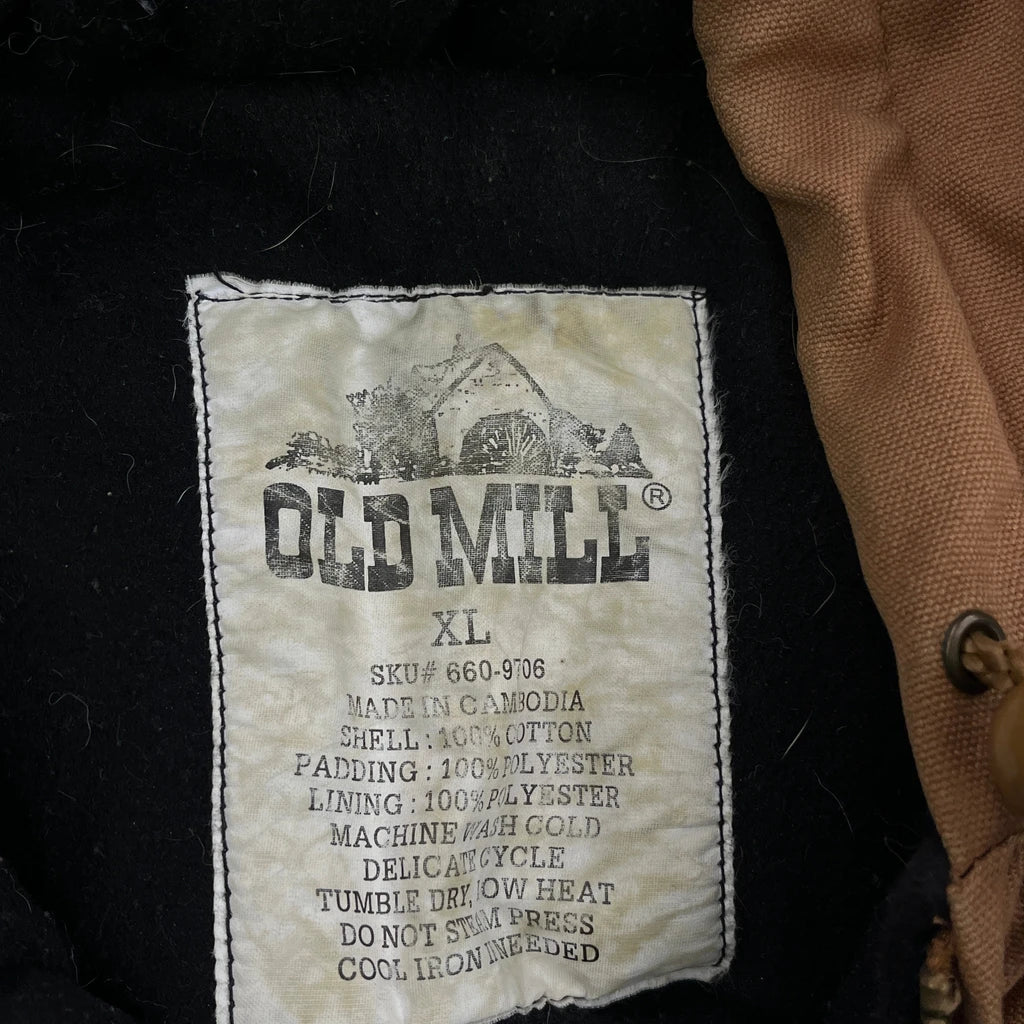 OLD MILL®
XL
SKU# 660-9706
MADE IN CAMBODIA
SHELL : 100% COTTON
PADDING : 100% POLYESTER
LINING : 100% POLYESTER
MACHINE WASH COLD
DELICATE CYCLE
TUMBLE DRY, LOW HEAT
DO NOT STEAM PRESS
COOL IRON IF NEEDED